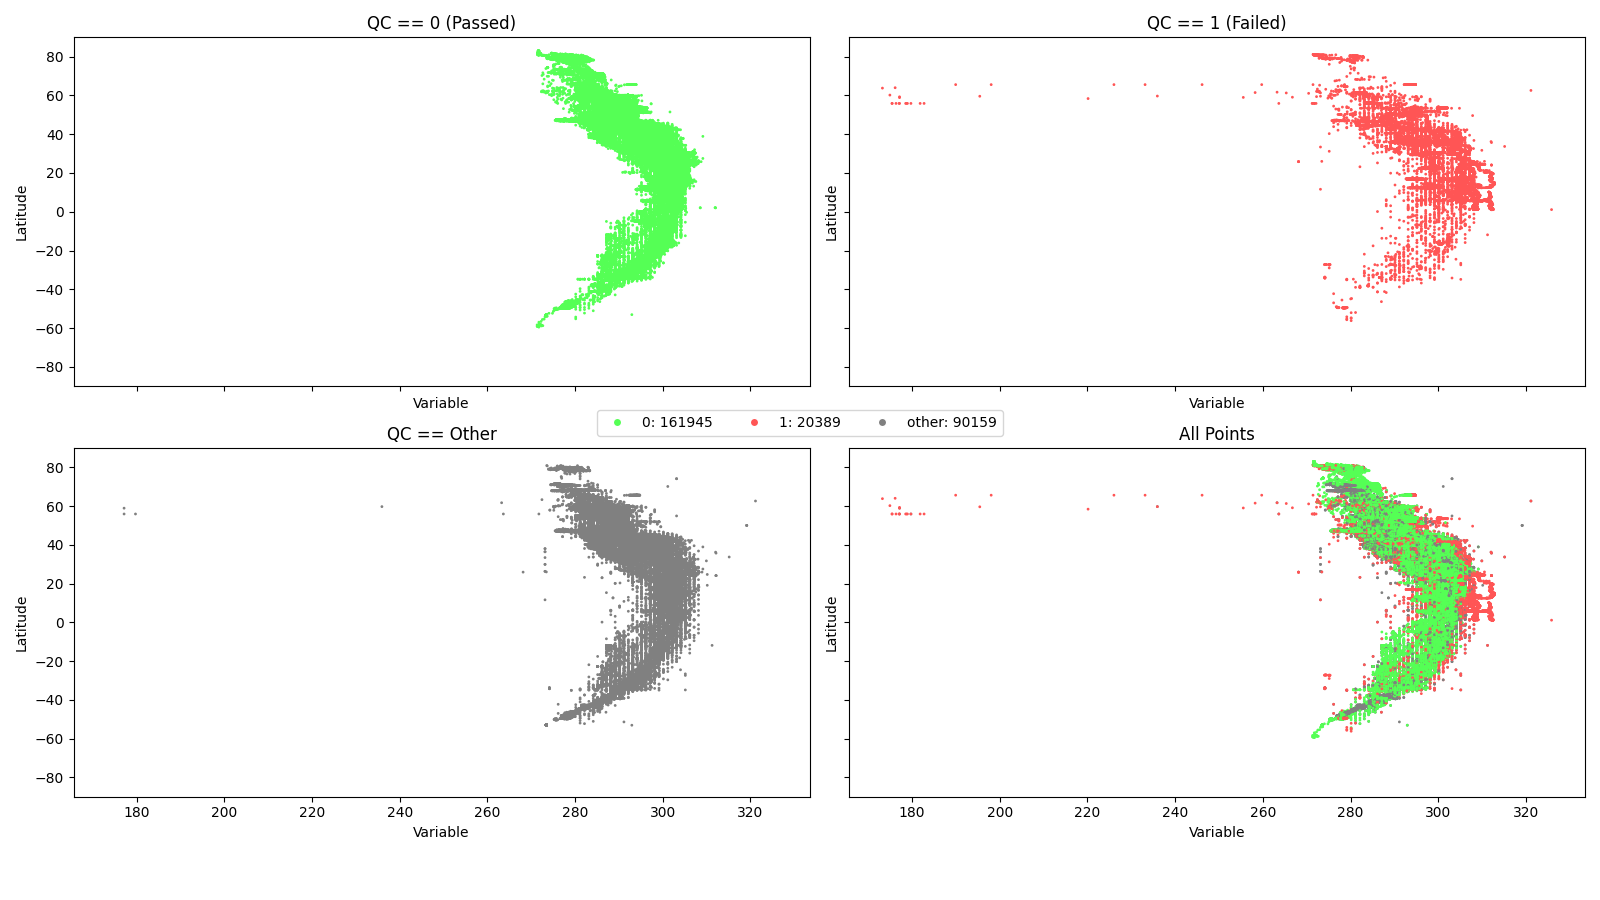 QC == 0 (Passed)
QC == 1 (Failed)
80
60
40
20
0
−20
−40
−60
−80
Latitude
Latitude
Variable
Variable
0: 161945
1: 20389
other: 90159
QC == Other
All Points
80
60
40
20
0
−20
−40
−60
−80
Latitude
Latitude
180 200 220 240 260 280 300 320
180 200 220 240 260 280 300 320
Variable
Variable